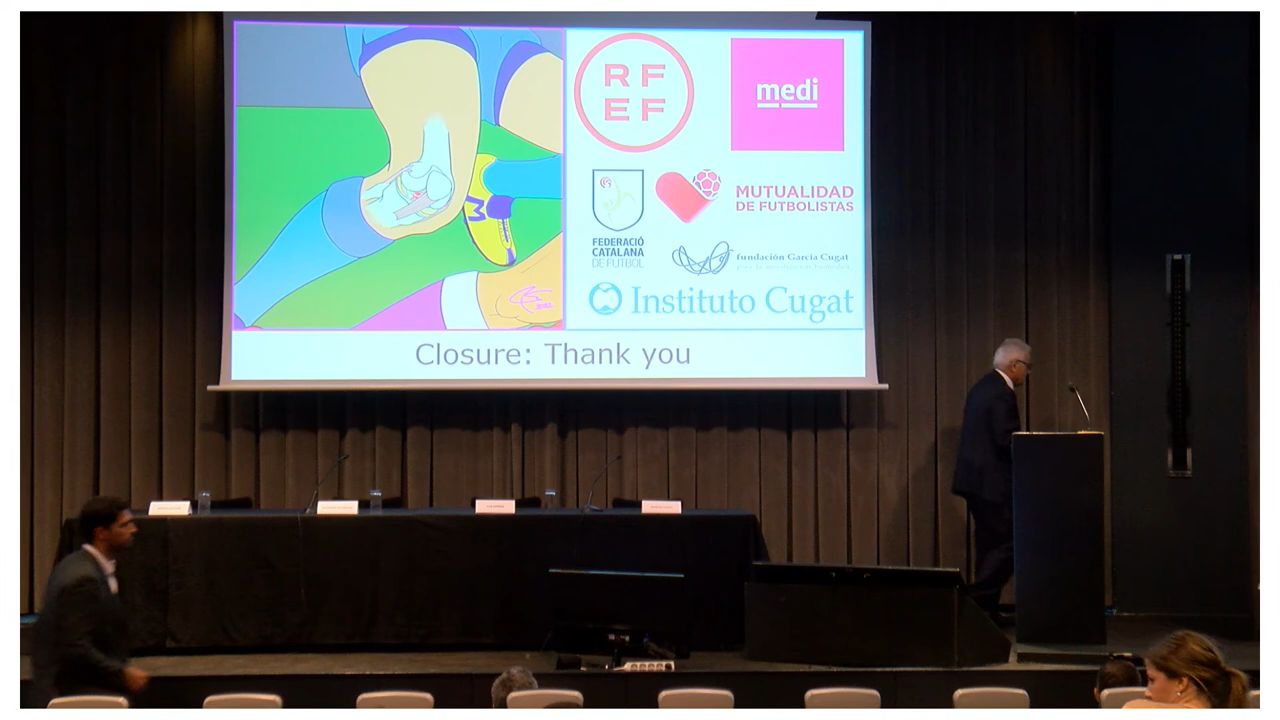 R F
E F
medi
MUTUALIDAD
DE FUTBOLISTAS
FEDERACIÓ
CATALANA
DE FUTBOL
fundación García Cugat
Instituto Cugat
M
Closure: Thank you